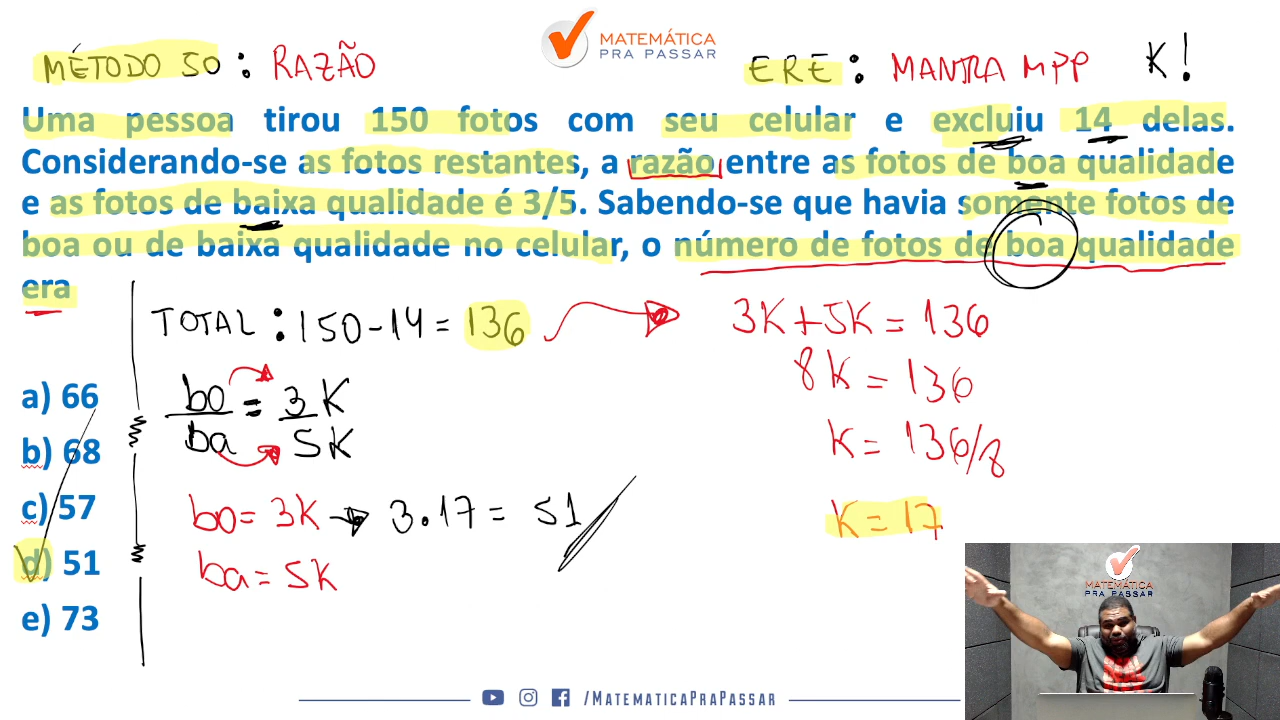 MATEMÁTICA
PRA PASSAR
MÉTODO 50: RAZÃO
ERE: MANTRA MPP K!
Uma pessoa tirou 150 fotos com seu celular e excluiu 14 delas.
Considerando-se as fotos restantes, a razão entre as fotos de boa qualidade
e as fotos de baixa qualidade é 3/5. Sabendo-se que havia somente fotos de
boa ou de baixa qualidade no celular, o número de fotos de boa qualidade
era
TOTAL: 150-14=136
bo = 3K
ba 5K
bo=3K → 3.17= 51
ba=5K
3K+5K=136
8K=136
K=136/8
K=17
a) 66
b) 68
c) 57
d) 51
e) 73
MATEMÁTICA
PRA PASSAR
/MATEMATICAPRAPASSAR